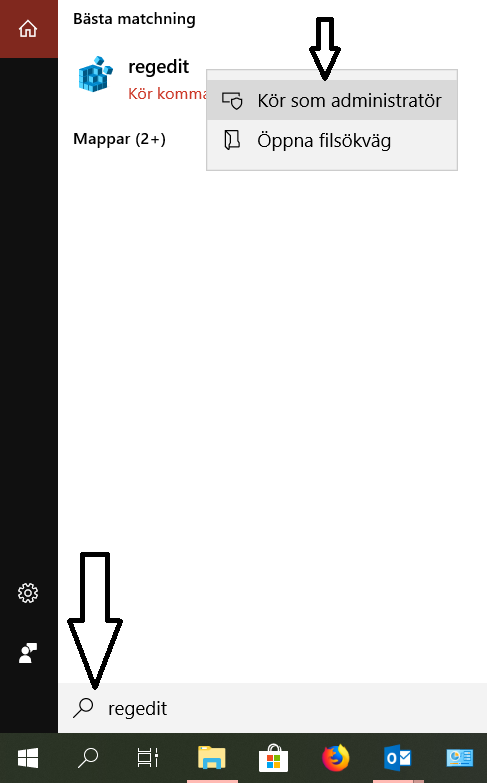 Bästa matchning
regedit
Kör komma
Kör som administratör
Öppna filsökväg
Mappar (2+)
regedit